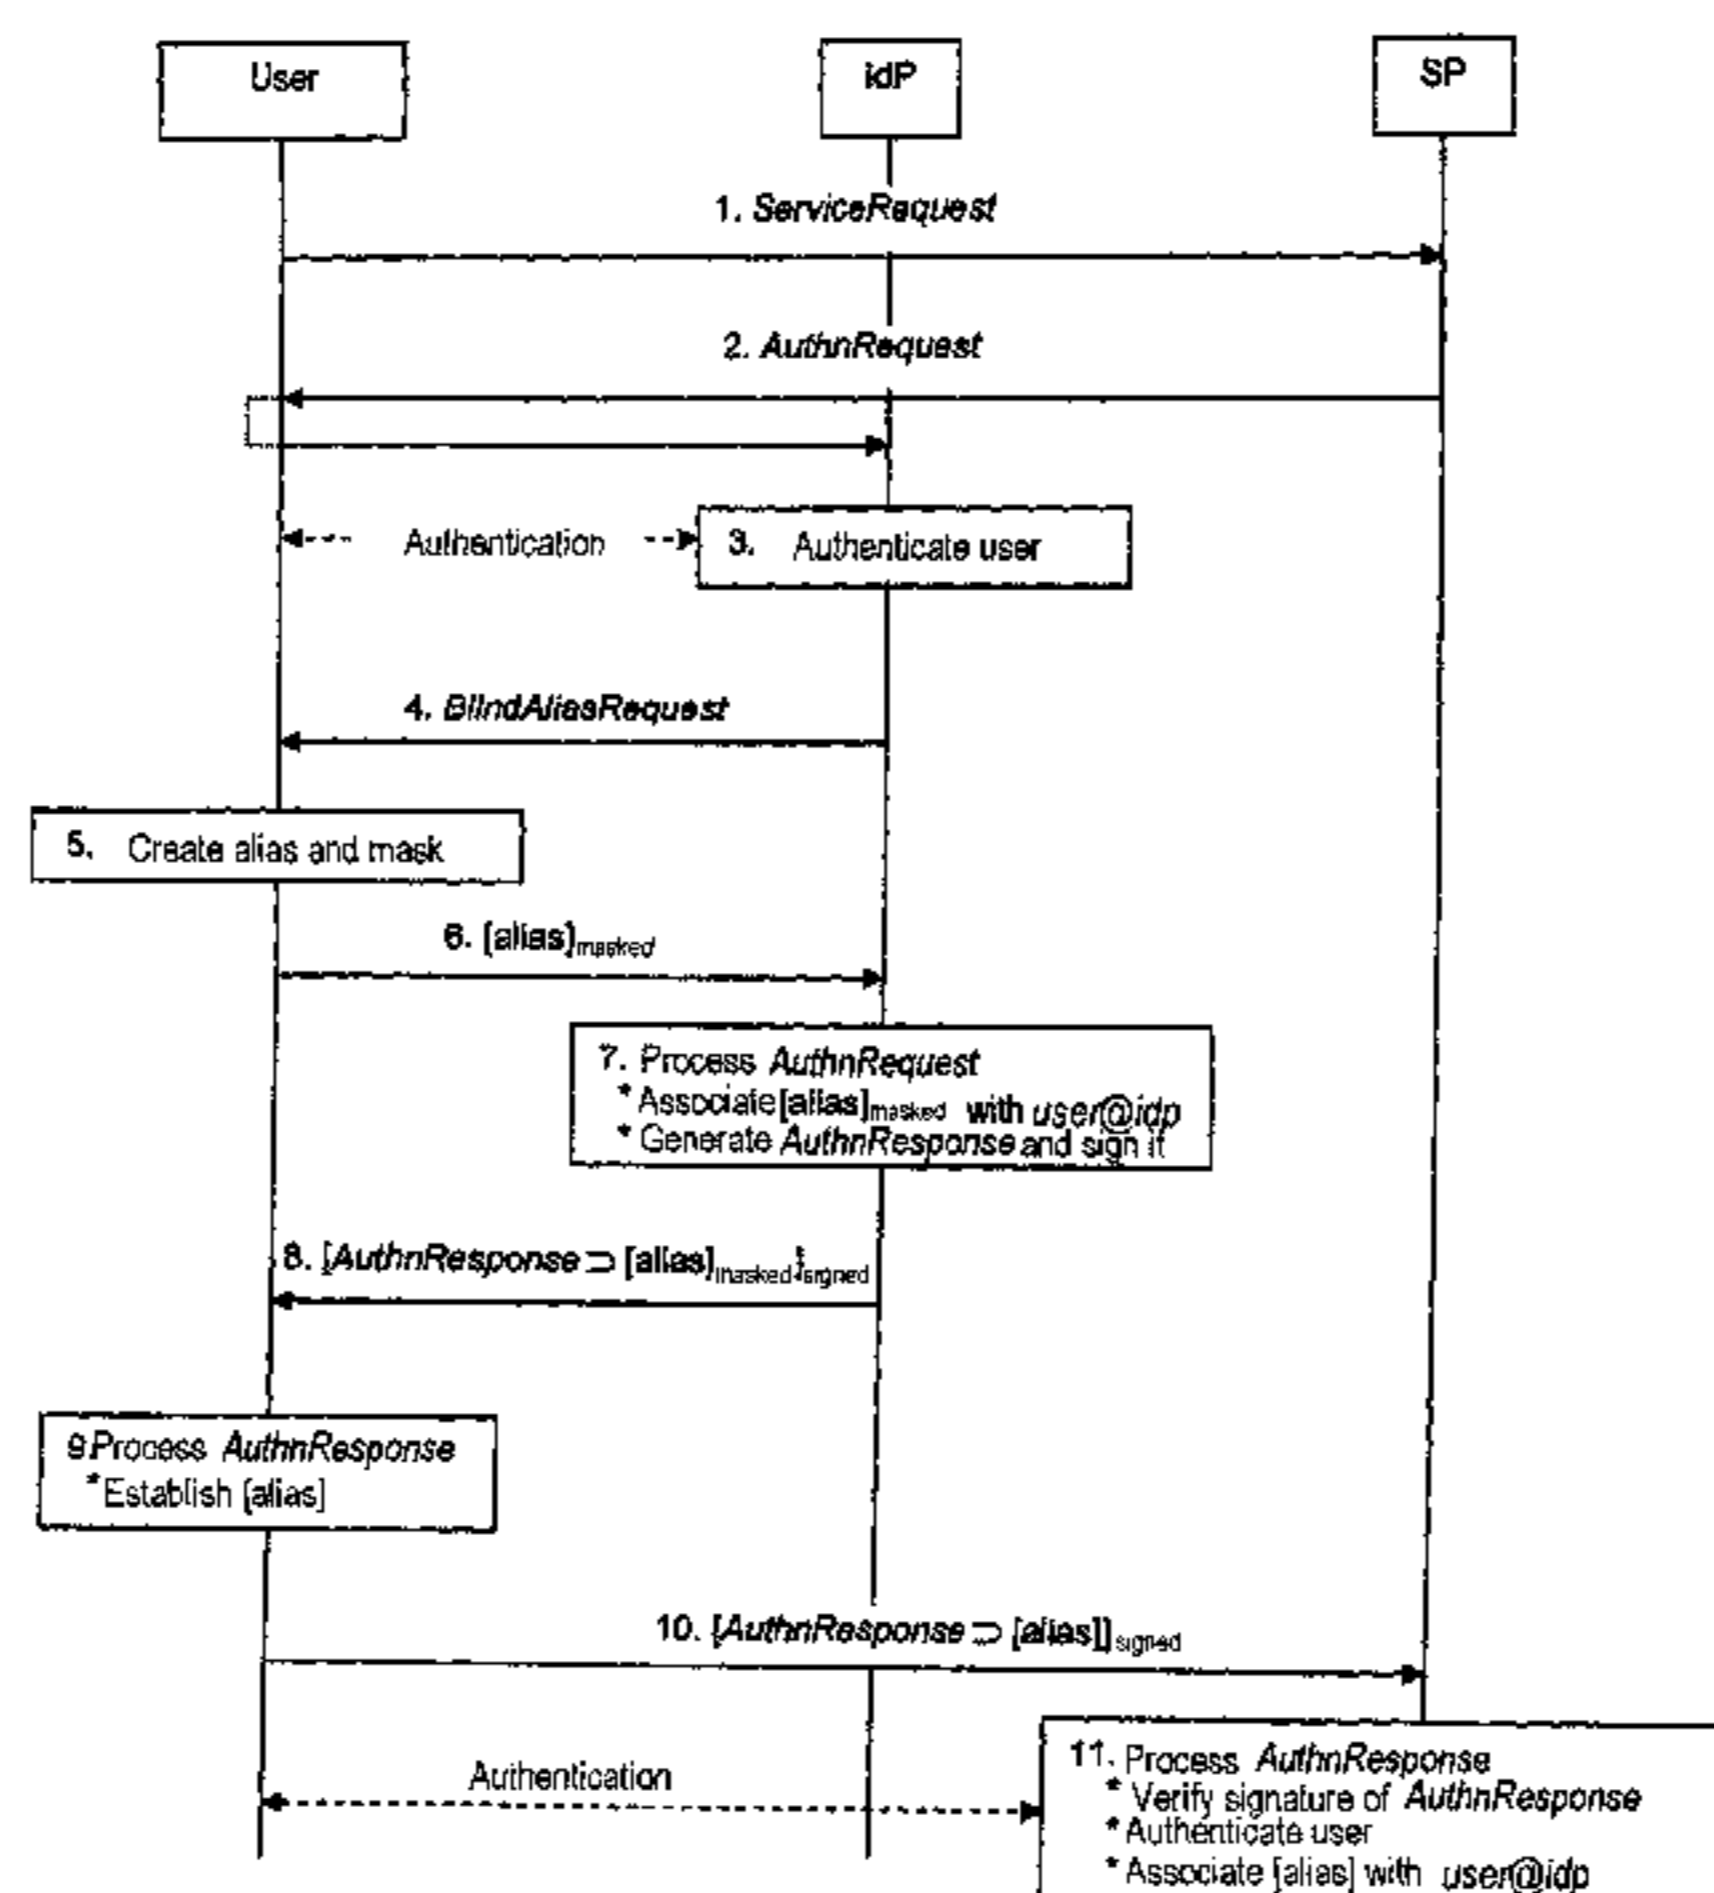 User
idP
SP
1. ServiceRequest
2. AuthnRequest
Authentication
3. Authenticate user
4. BlindAliasRequest
5. Create alias and mask
6. [alias]masked
7. Process AuthnRequest
* Associate [alias]masked with user@idp
* Generate AuthnResponse and sign it
8. [AuthnResponse ⊃ [alias]masked]signed
9. Process AuthnResponse
* Establish [alias]
10. [AuthnResponse ⊃ [alias]]signed
Authentication
11. Process AuthnResponse
* Verify signature of AuthnResponse
* Authenticate user
* Associate [alias] with user@idp